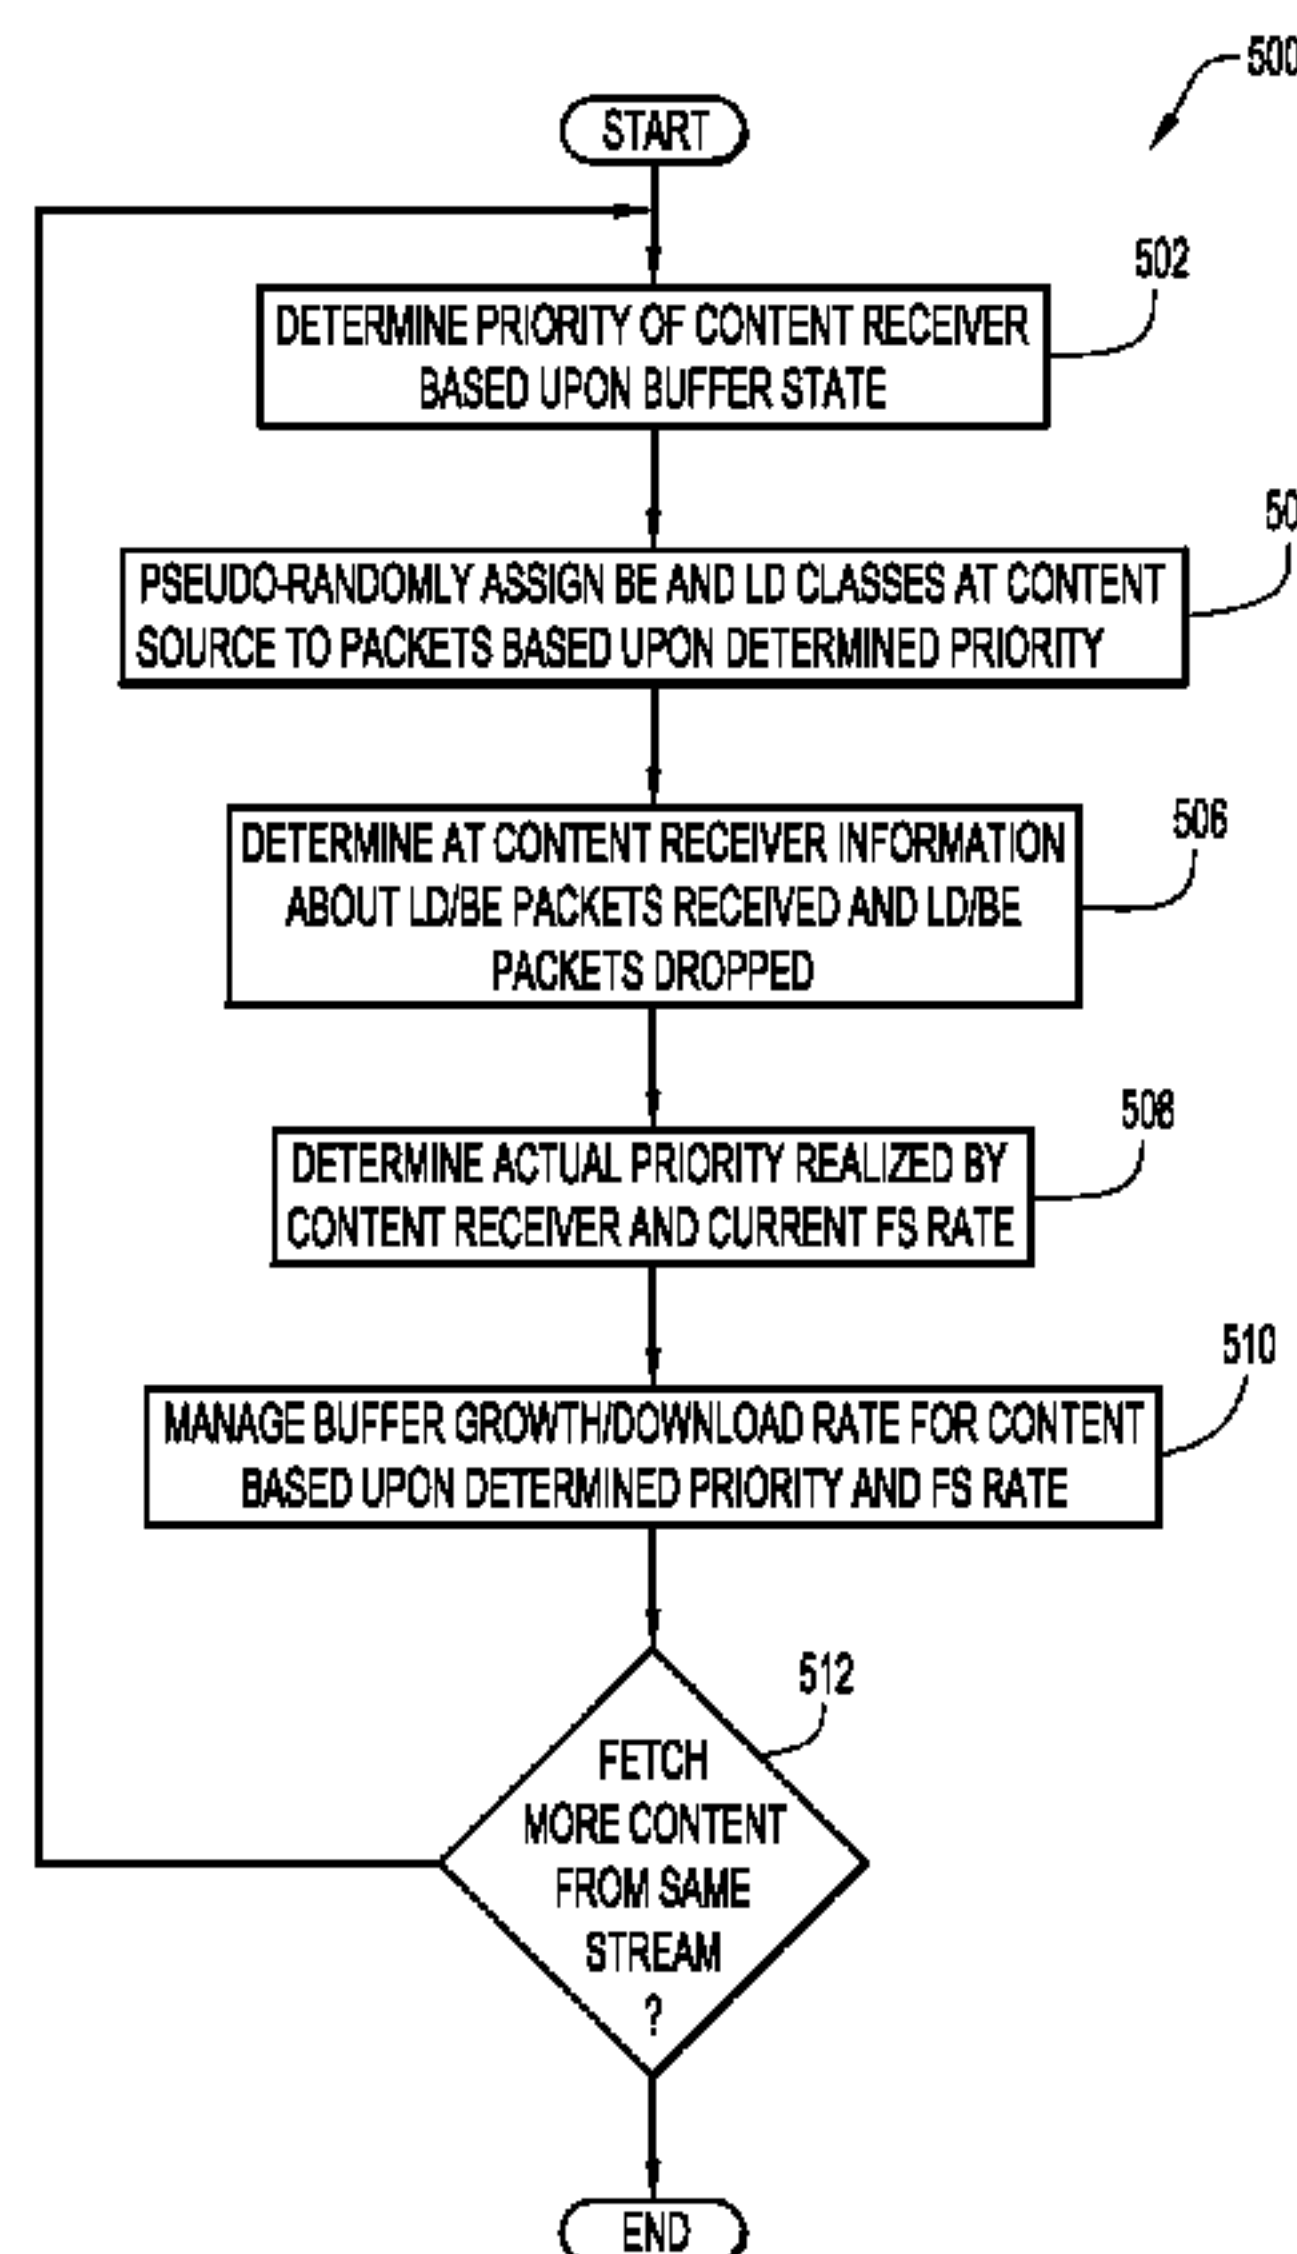 500
START
502
DETERMINE PRIORITY OF CONTENT RECEIVER
BASED UPON BUFFER STATE
50
PSEUDO-RANDOMLY ASSIGN BE AND LD CLASSES AT CONTENT
SOURCE TO PACKETS BASED UPON DETERMINED PRIORITY
506
DETERMINE AT CONTENT RECEIVER INFORMATION
ABOUT LD/BE PACKETS RECEIVED AND LD/BE
PACKETS DROPPED
508
DETERMINE ACTUAL PRIORITY REALIZED BY
CONTENT RECEIVER AND CURRENT FS RATE
510
MANAGE BUFFER GROWTH/DOWNLOAD RATE FOR CONTENT
BASED UPON DETERMINED PRIORITY AND FS RATE
512
FETCH
MORE CONTENT
FROM SAME
STREAM
?
END